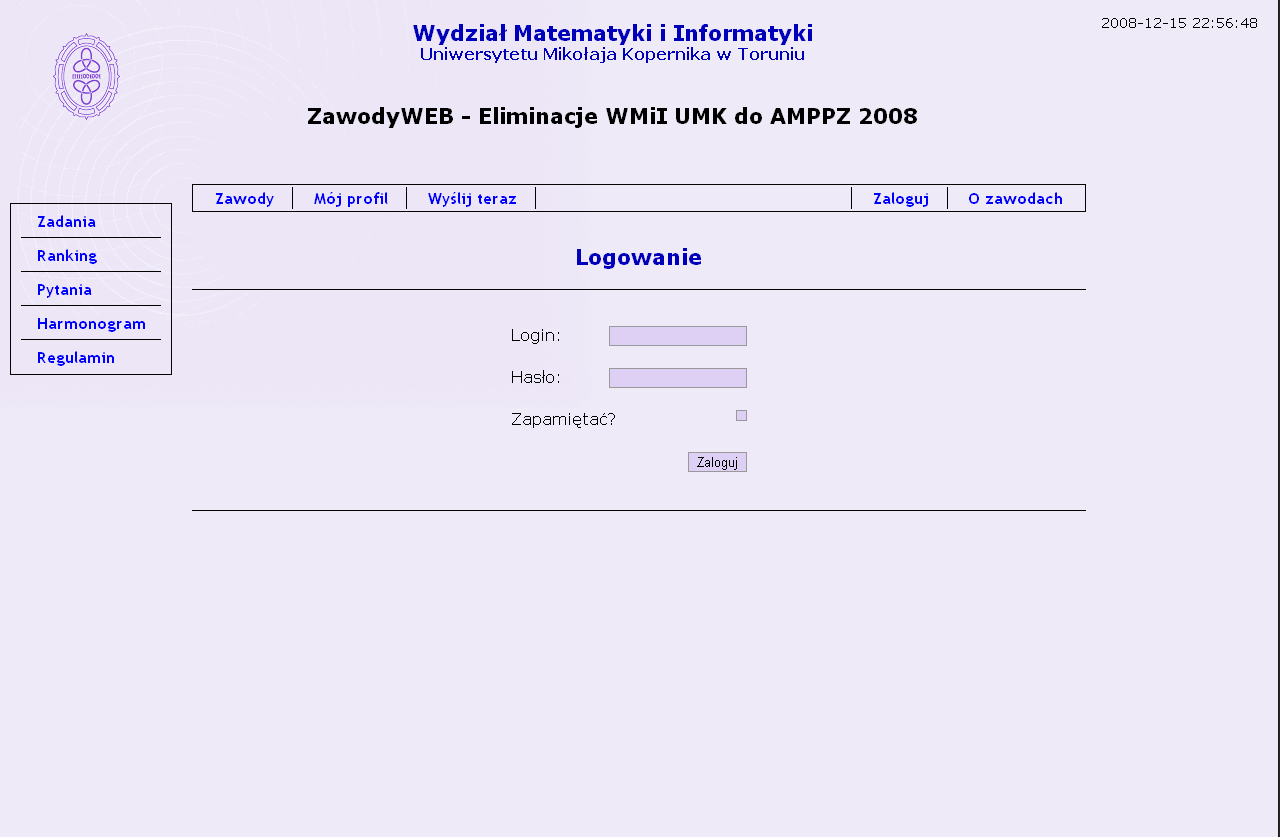 2008-12-15 22:56:48
Wydział Matematyki i Informatyki
Uniwersytetu Mikołaja Kopernika w Toruniu
ZawodyWEB - Eliminacje WMiI UMK do AMPPZ 2008
Zawody Mój profil Wyślij teraz Zaloguj O zawodach
Zadania
Ranking
Pytania
Harmonogram
Regulamin
Logowanie
Login:
Hasło:
Zapamiętać?
Zaloguj